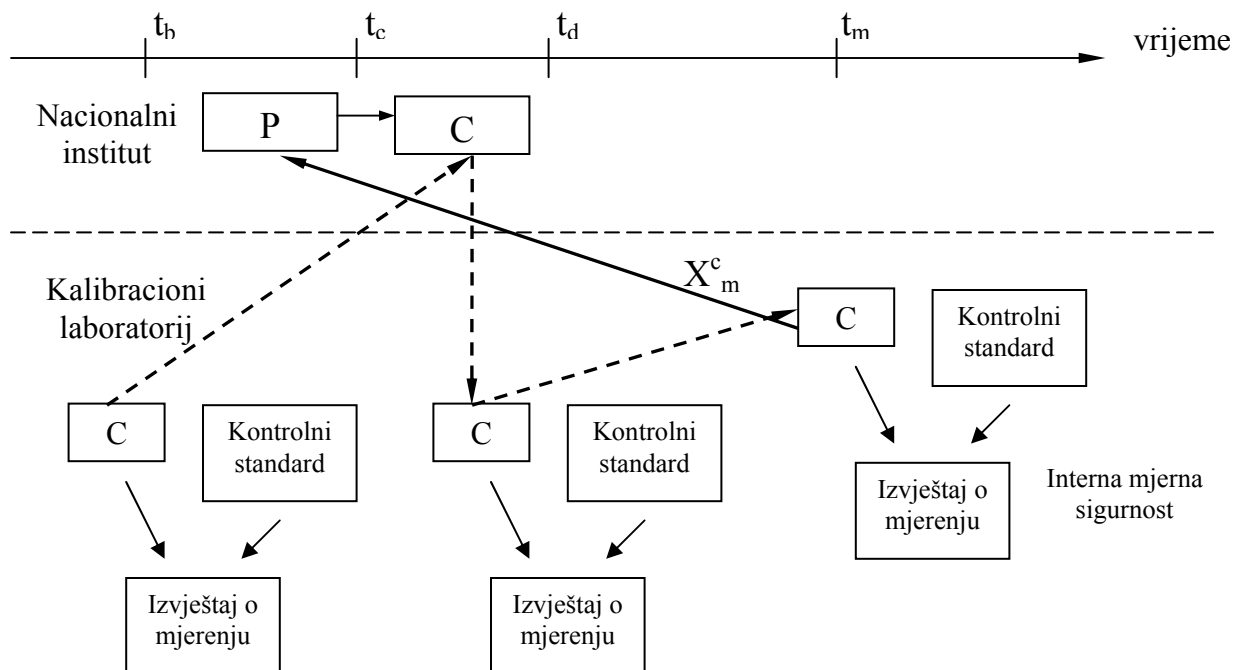 t_b t_c t_d t_m
vrijeme
Nacionalni
institut
P
C
X^c_m
Kalibracioni
laboratorij
C
Kontrolni
standard
C
Kontrolni
standard
C
Kontrolni
standard
Izvještaj o
mjerenju
Interna mjerna
sigurnost
Izvještaj o
mjerenju
Izvještaj o
mjerenju